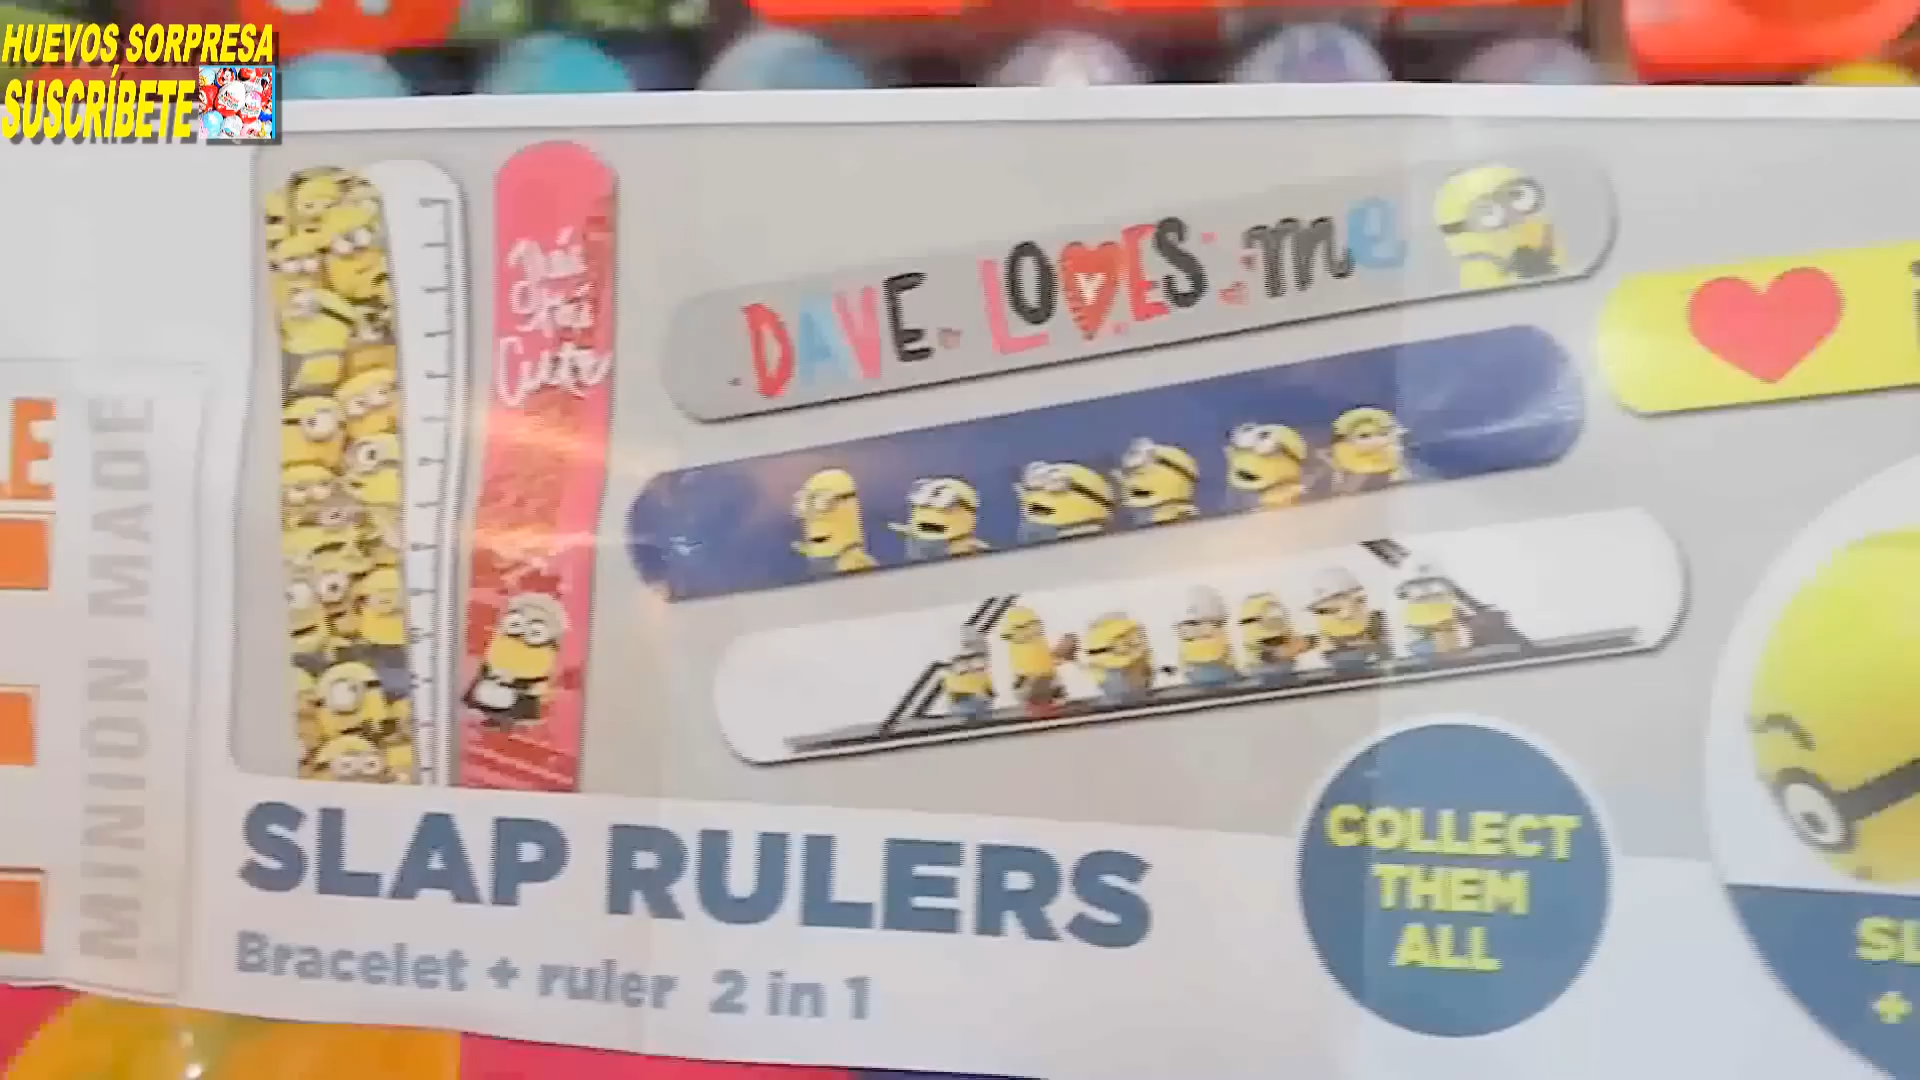 HUEVOS SORPRESA
SUSCRÍBETE
DAVE LOVES me
MINION MADE
SLAP RULERS
Bracelet + ruler 2 in 1
COLLECT
THEM
ALL